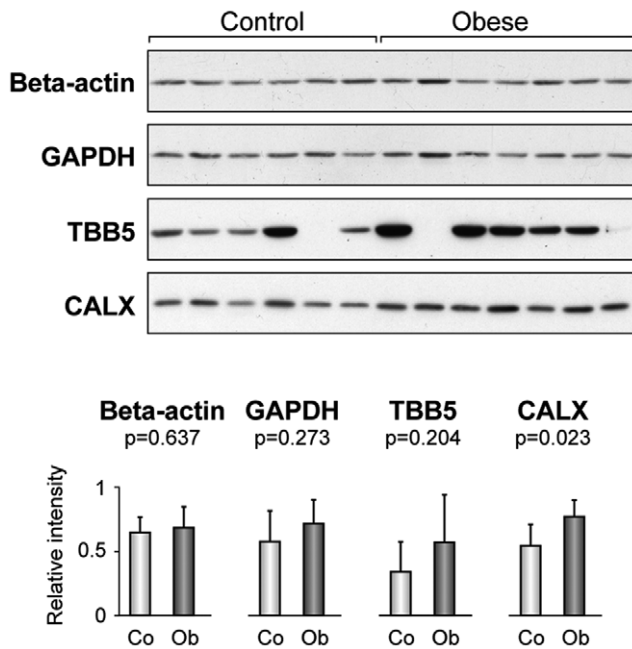 Control Obese
Beta-actin
GAPDH
TBB5
CALX
Beta-actin GAPDH TBB5 CALX
p=0.637 p=0.273 p=0.204 p=0.023
Relative intensity
1
0.5
0
Co Ob Co Ob Co Ob Co Ob